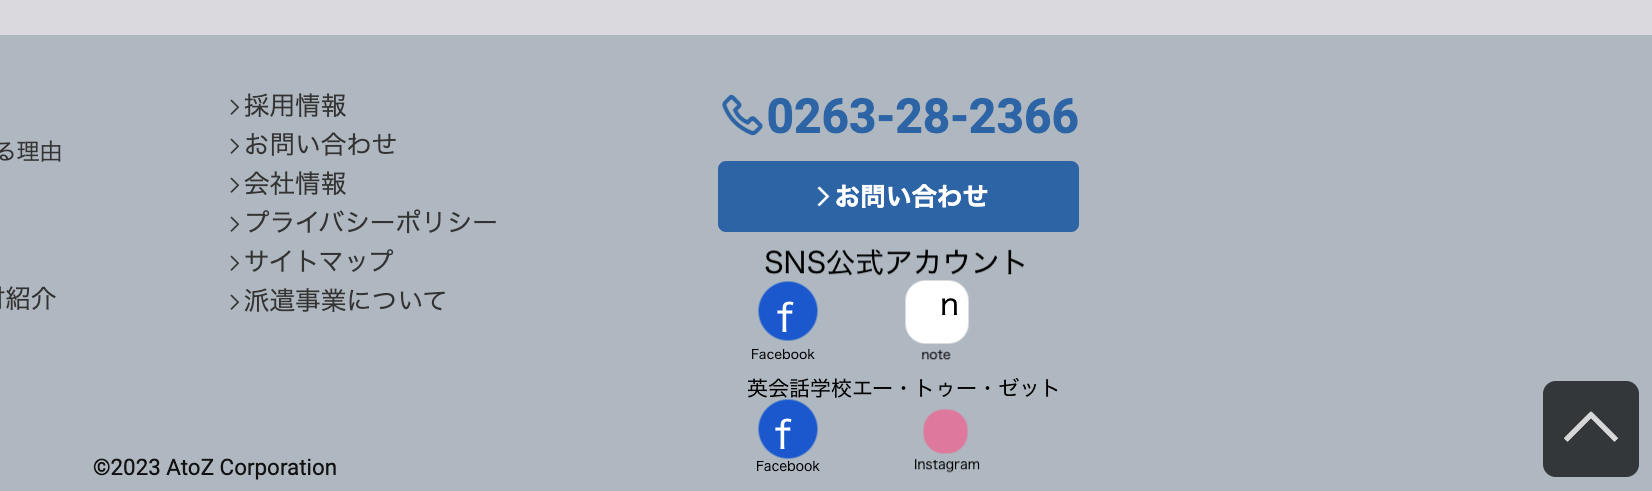 る理由
紹介
採用情報
お問い合わせ
会社情報
プライバシーポリシー
サイトマップ
派遣事業について
0263-28-2366
お問い合わせ
SNS公式アカウント
f
n
Facebook
note
英会話学校エー・トゥー・ゼット
f
Facebook
Instagram
©2023 AtoZ Corporation